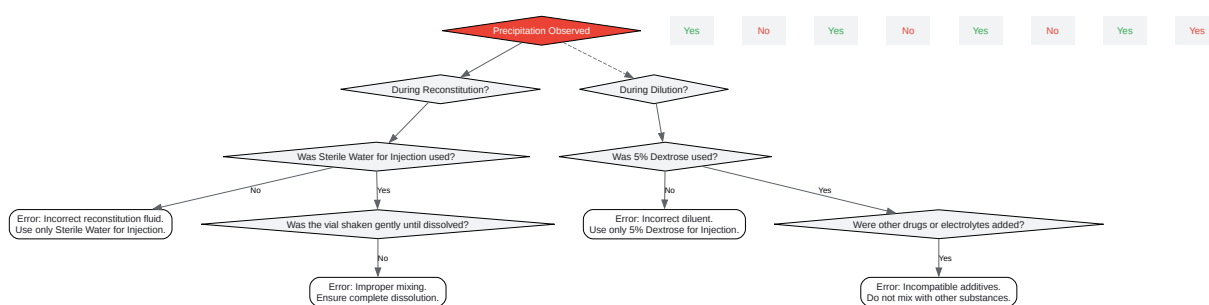 Precipitation Observed
Yes
No
Yes
No
Yes
No
Yes
Yes
During Reconstitution?
During Dilution?
Was Sterile Water for Injection used?
Was 5% Dextrose used?
No
Yes
No
Yes
Error: Incorrect reconstitution fluid.
Use only Sterile Water for Injection.
Was the vial shaken gently until dissolved?
Error: Incorrect diluent.
Use only 5% Dextrose for Injection.
Were other drugs or electrolytes added?
No
Yes
Error: Improper mixing.
Ensure complete dissolution.
Error: Incompatible additives.
Do not mix with other substances.